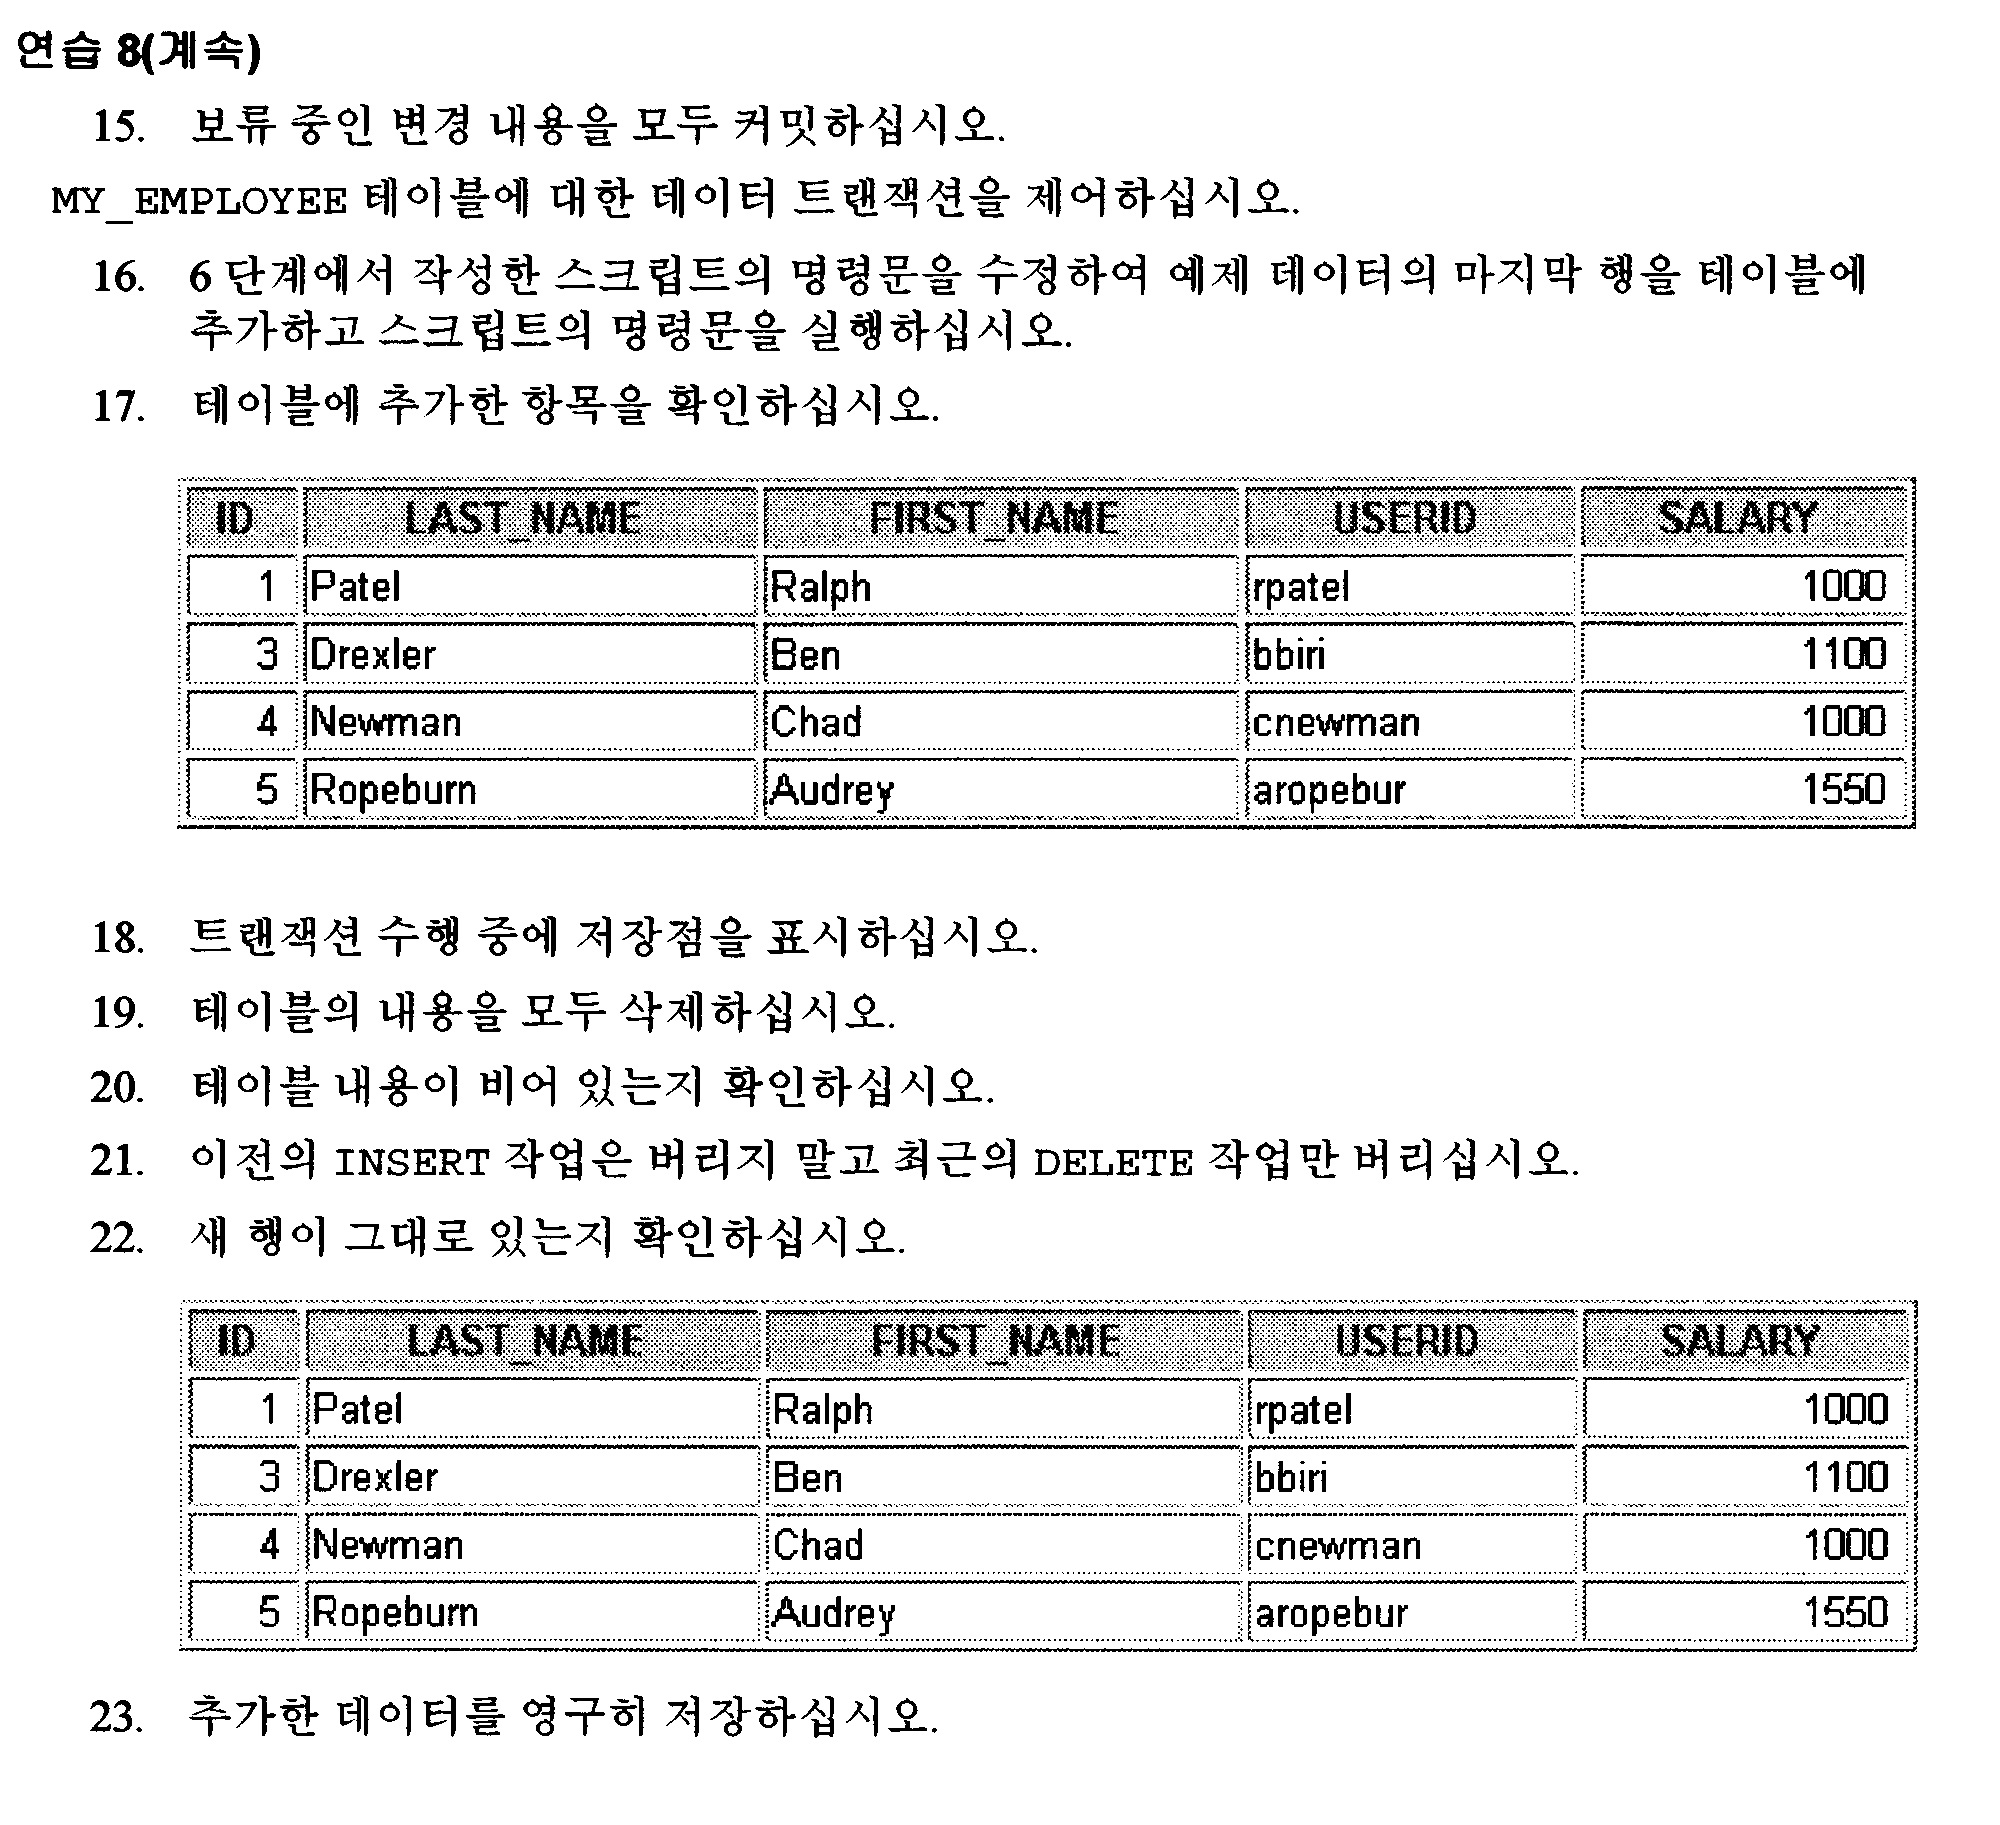 연습 8(계속)
15. 보류 중인 변경 내용을 모두 커밋하십시오.
MY_EMPLOYEE 테이블에 대한 데이터 트랜잭션을 제어하십시오.
16. 6 단계에서 작성한 스크립트의 명령문을 수정하여 예제 데이터의 마지막 행을 테이블에
추가하고 스크립트의 명령문을 실행하십시오.
17. 테이블에 추가한 항목을 확인하십시오.
ID LAST_NAME FIRST_NAME USERID SALARY
1 Patel Ralph rpatel 1000
3 Drexler Ben bbiri 1100
4 Newman Chad cnewman 1000
5 Ropeburn Audrey aropebur 1550
18. 트랜잭션 수행 중에 저장점을 표시하십시오.
19. 테이블의 내용을 모두 삭제하십시오.
20. 테이블 내용이 비어 있는지 확인하십시오.
21. 이전의 INSERT 작업은 버리지 말고 최근의 DELETE 작업만 버리십시오.
22. 새 행이 그대로 있는지 확인하십시오.
ID LAST_NAME FIRST_NAME USERID SALARY
1 Patel Ralph rpatel 1000
3 Drexler Ben bbiri 1100
4 Newman Chad cnewman 1000
5 Ropeburn Audrey aropebur 1550
23. 추가한 데이터를 영구히 저장하십시오.